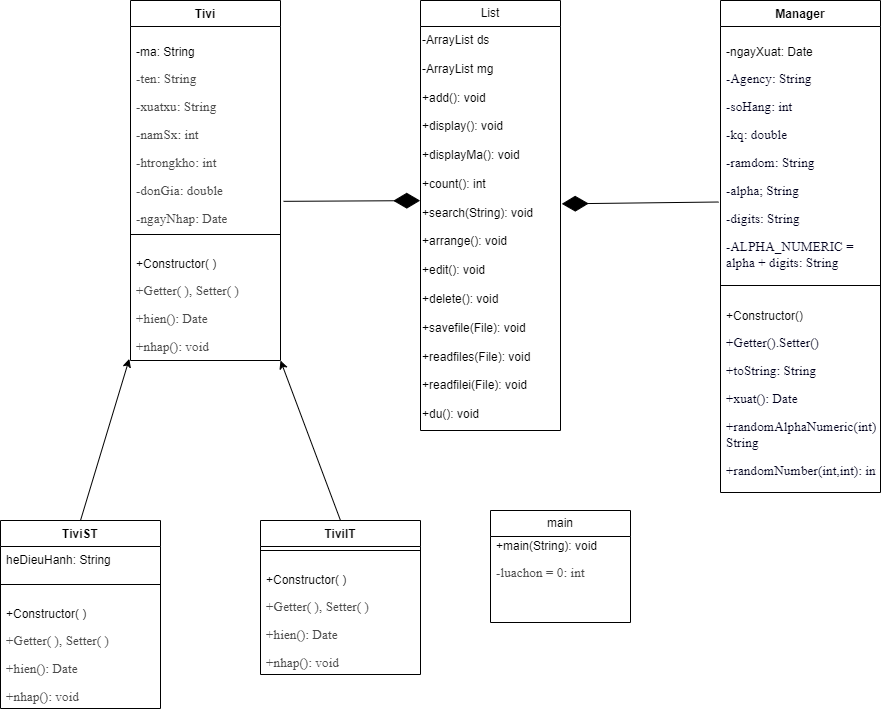 Tivi
-ma: String
-ten: String
-xuatxu: String
-namSx: int
-htrongkho: int
-donGia: double
-ngayNhap: Date
+Constructor( )
+Getter( ), Setter( )
+hien(): Date
+nhap(): void
List
-ArrayList ds
-ArrayList mg
+add(): void
+display(): void
+displayMa(): void
+count(): int
+search(String): void
+arrange(): void
+edit(): void
+delete(): void
+savefile(File): void
+readfiles(File): void
+readfilei(File): void
+du(): void
Manager
-ngayXuat: Date
-Agency: String
-soHang: int
-kq: double
-ramdom: String
-alpha; String
-digits: String
-ALPHA_NUMERIC =
alpha + digits: String
+Constructor()
+Getter().Setter()
+toString: String
+xuat(): Date
+randomAlphaNumeric(int)
String
+randomNumber(int,int): in
TiviST
heDieuHanh: String
+Constructor( )
+Getter( ), Setter( )
+hien(): Date
+nhap(): void
TiviIT
+Constructor( )
+Getter( ), Setter( )
+hien(): Date
+nhap(): void
main
+main(String): void
-luachon = 0: int